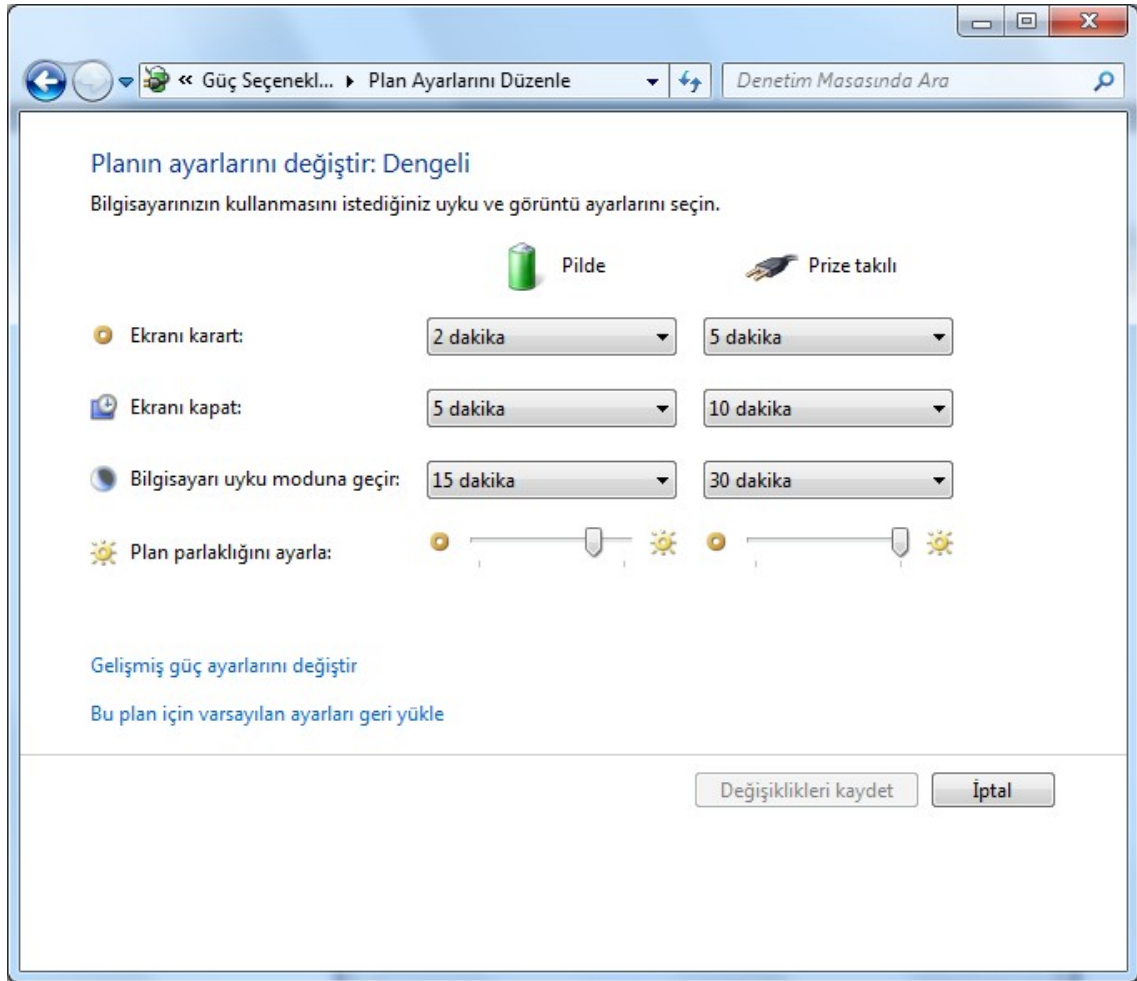 « Güç Seçenekl... Plan Ayarlarını Düzenle Denetim Masasında Ara
Planın ayarlarını değiştir: Dengeli
Bilgisayarınızın kullanmasını istediğiniz uyku ve görüntü ayarlarını seçin.
Pilde Prize takılı
Ekranı karart: 2 dakika 5 dakika
Ekranı kapat: 5 dakika 10 dakika
Bilgisayarı uyku moduna geçir: 15 dakika 30 dakika
Plan parlaklığını ayarla:
Gelişmiş güç ayarlarını değiştir
Bu plan için varsayılan ayarları geri yükle
Değişiklikleri kaydet İptal